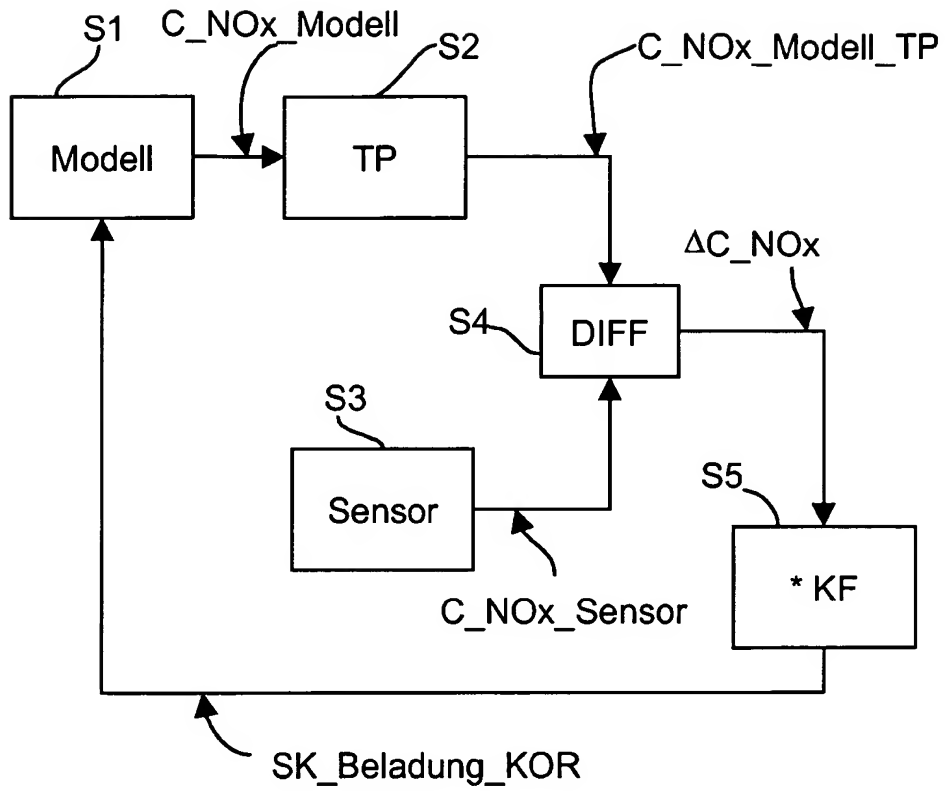 S1
C_NOx_Modell
S2
C_NOx_Modell_TP
Modell
TP
ΔC_NOx
S4
DIFF
S3
Sensor
S5
* KF
C_NOx_Sensor
SK_Beladung_KOR